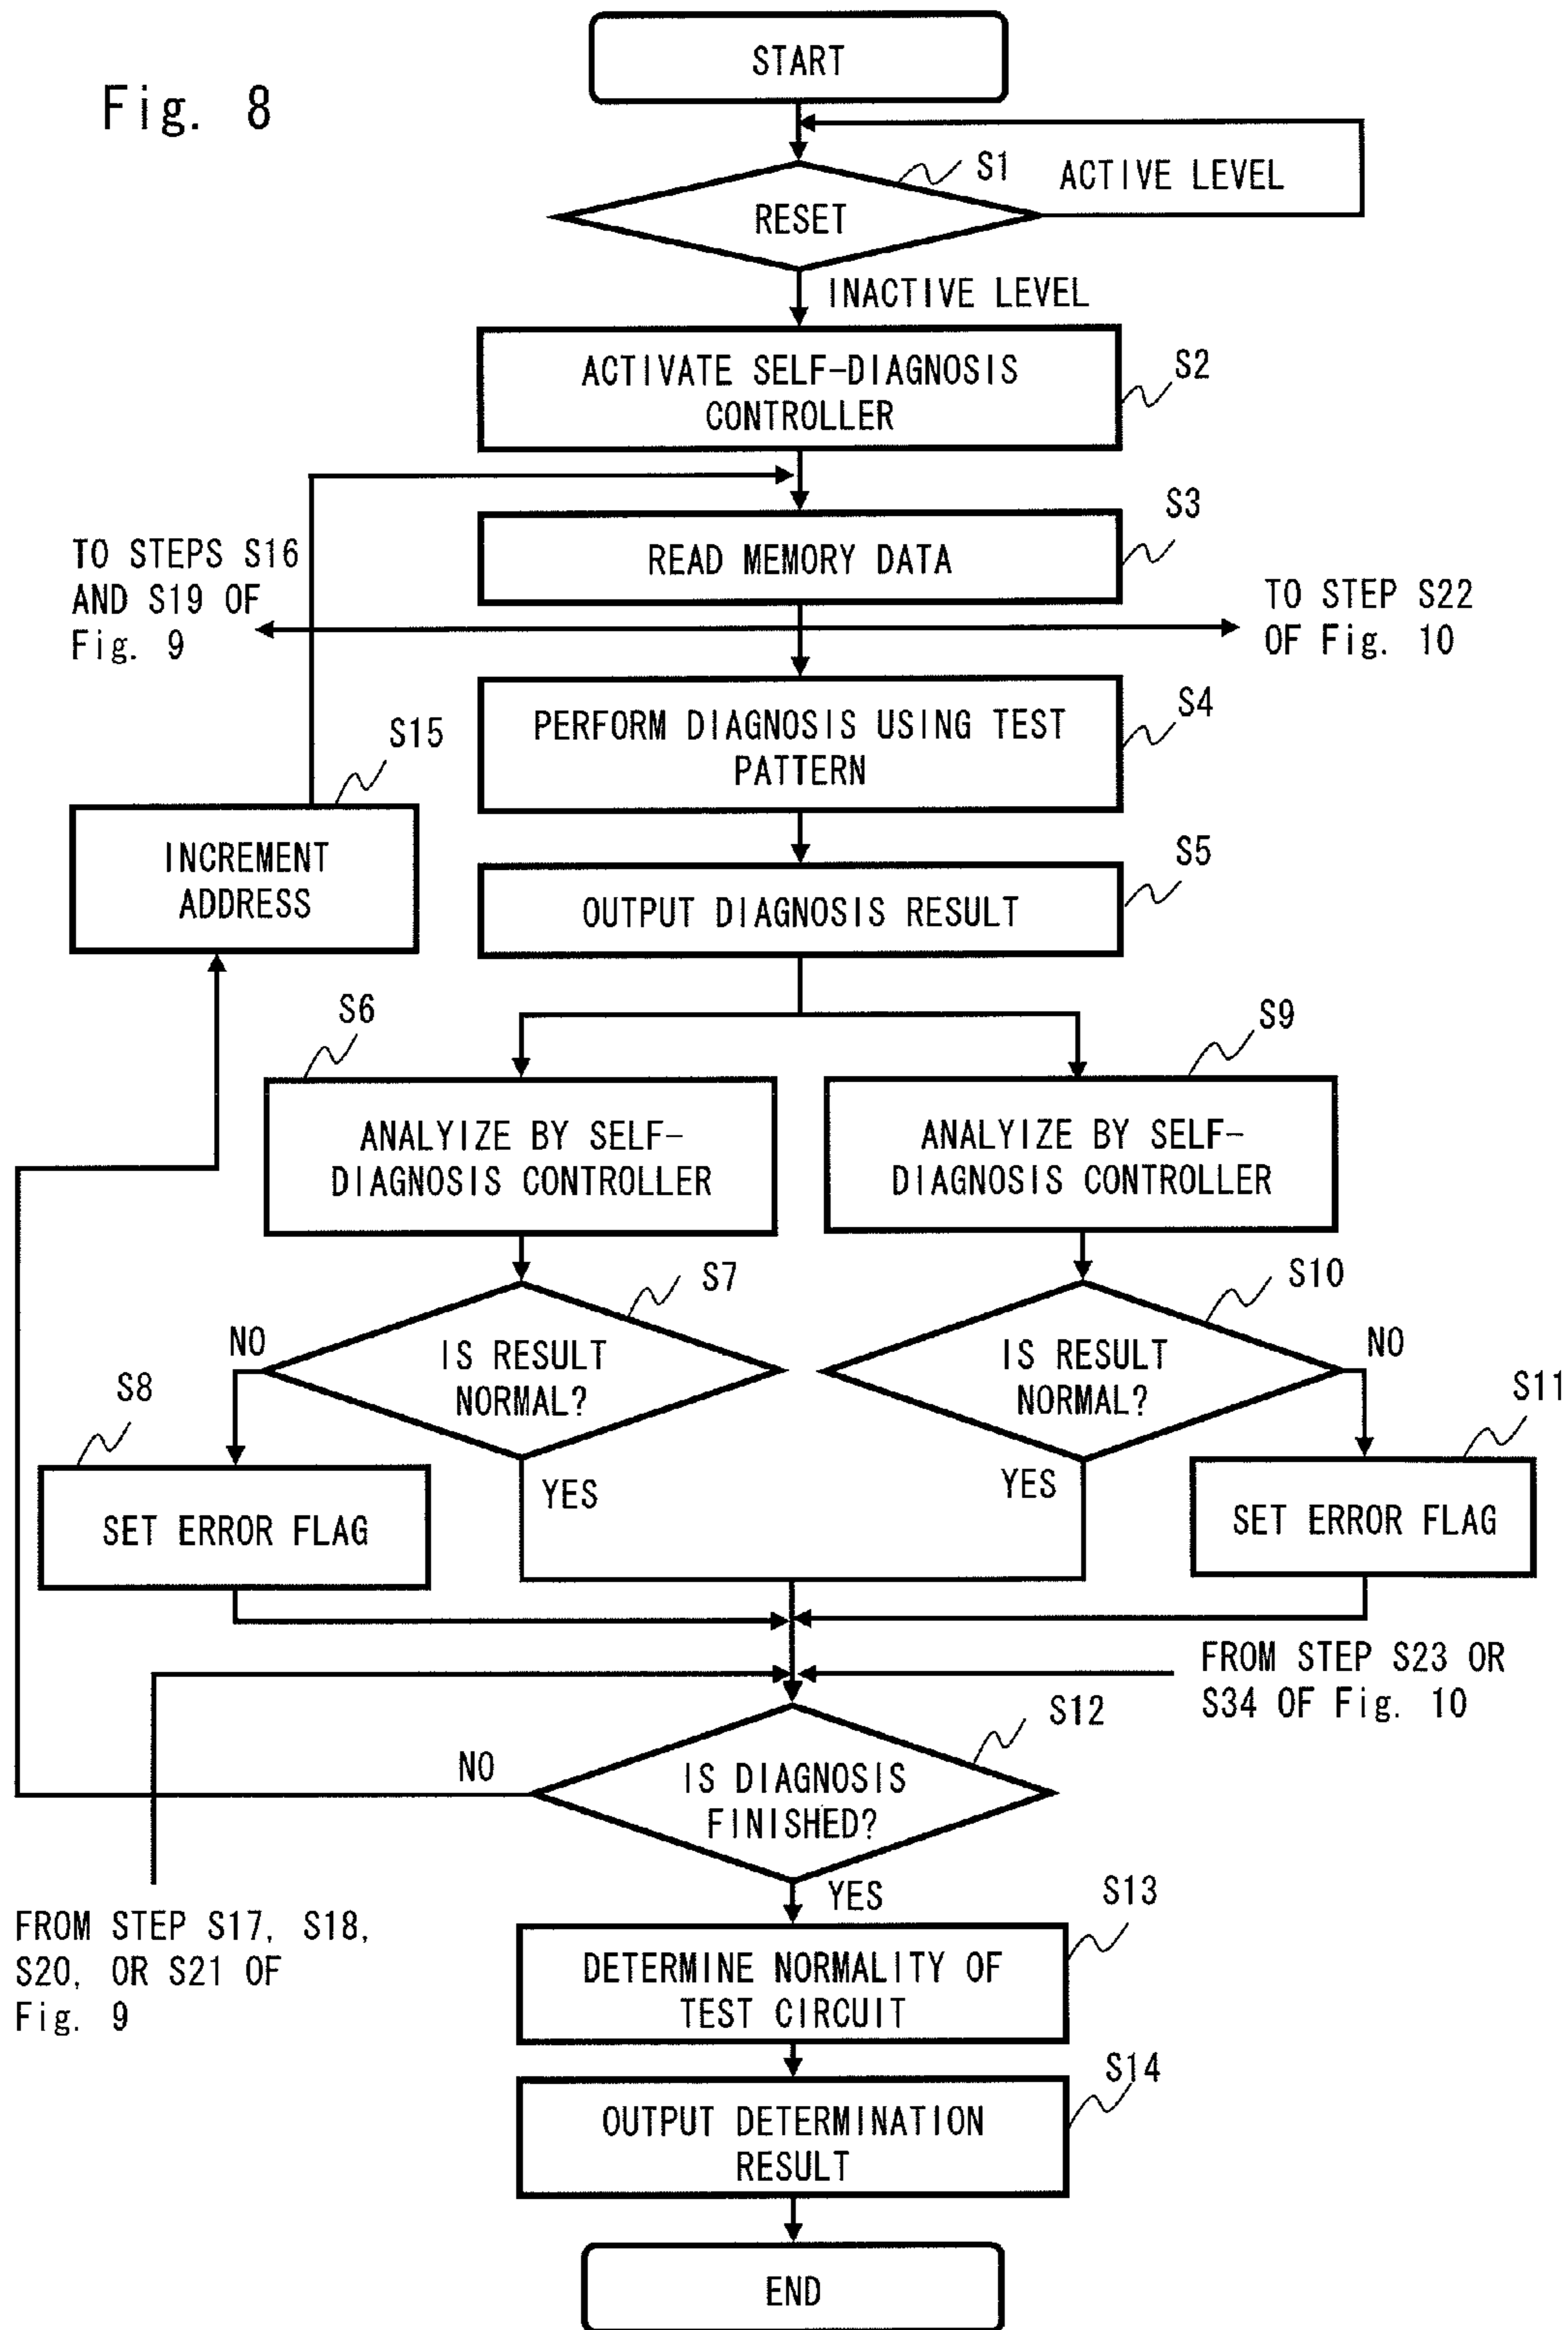 Fig. 8
START
S1
ACTIVE LEVEL
RESET
INACTIVE LEVEL
ACTIVATE SELF-DIAGNOSIS
CONTROLLER
S2
S3
READ MEMORY DATA
TO STEPS S16
AND S19 OF
Fig. 9
TO STEP S22
OF Fig. 10
S4
PERFORM DIAGNOSIS USING TEST
PATTERN
S15
INCREMENT
ADDRESS
S5
OUTPUT DIAGNOSIS RESULT
S6
S9
ANALYIZE BY SELF-
DIAGNOSIS CONTROLLER
ANALYIZE BY SELF-
DIAGNOSIS CONTROLLER
S7
S10
NO
IS RESULT
NORMAL?
IS RESULT
NORMAL?
NO
S8
S11
YES
YES
SET ERROR FLAG
SET ERROR FLAG
FROM STEP S23 OR
S34 OF Fig. 10
S12
NO
IS DIAGNOSIS
FINISHED?
YES
S13
FROM STEP S17, S18,
S20, OR S21 OF
Fig. 9
DETERMINE NORMALITY OF
TEST CIRCUIT
S14
OUTPUT DETERMINATION
RESULT
END